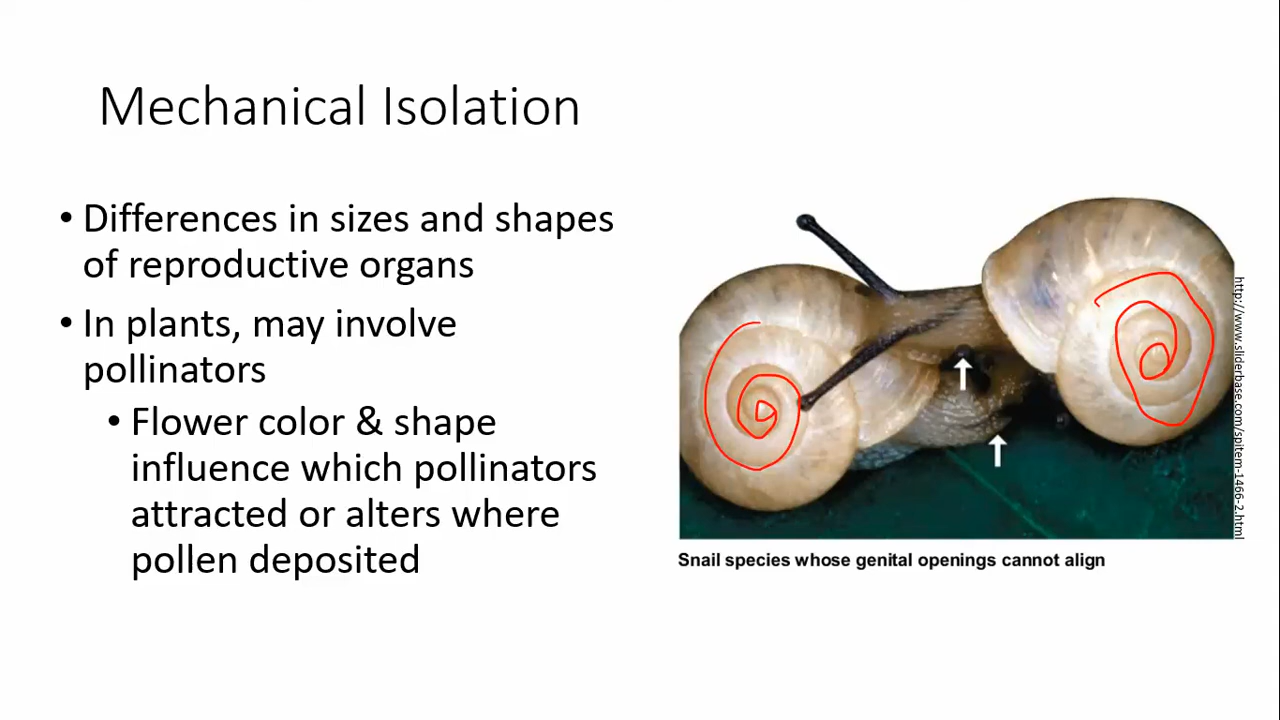 Mechanical Isolation
• Differences in sizes and shapes
of reproductive organs
• In plants, may involve
pollinators
• Flower color & shape
influence which pollinators
attracted or alters where
pollen deposited
http://www.sliderbase.com/spitem-1466-2.html
Snail species whose genital openings cannot align